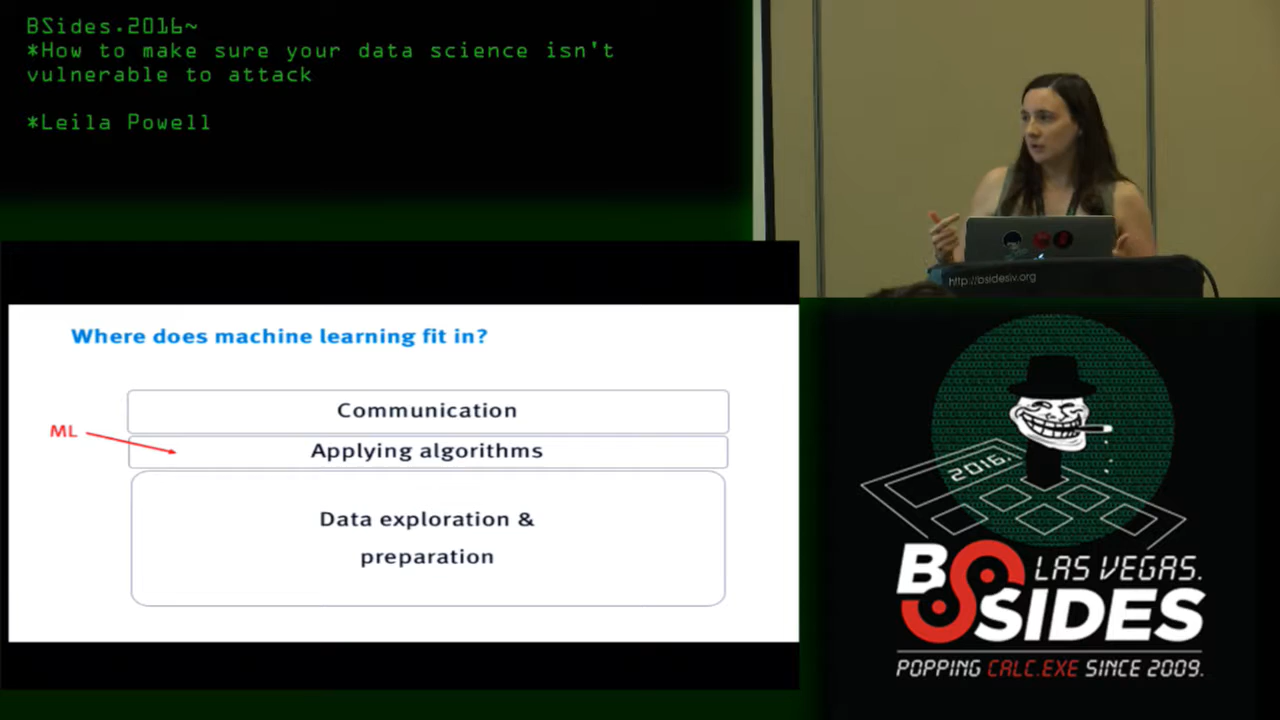 BSides.2016~
*How to make sure your data science isn't
vulnerable to attack
*Leila Powell
http://bsideslv.org
Where does machine learning fit in?
Communication
ML
Applying algorithms
Data exploration &
preparation
2016.
BSIDES
LAS VEGAS.
POPPING CALC.EXE SINCE 2009.